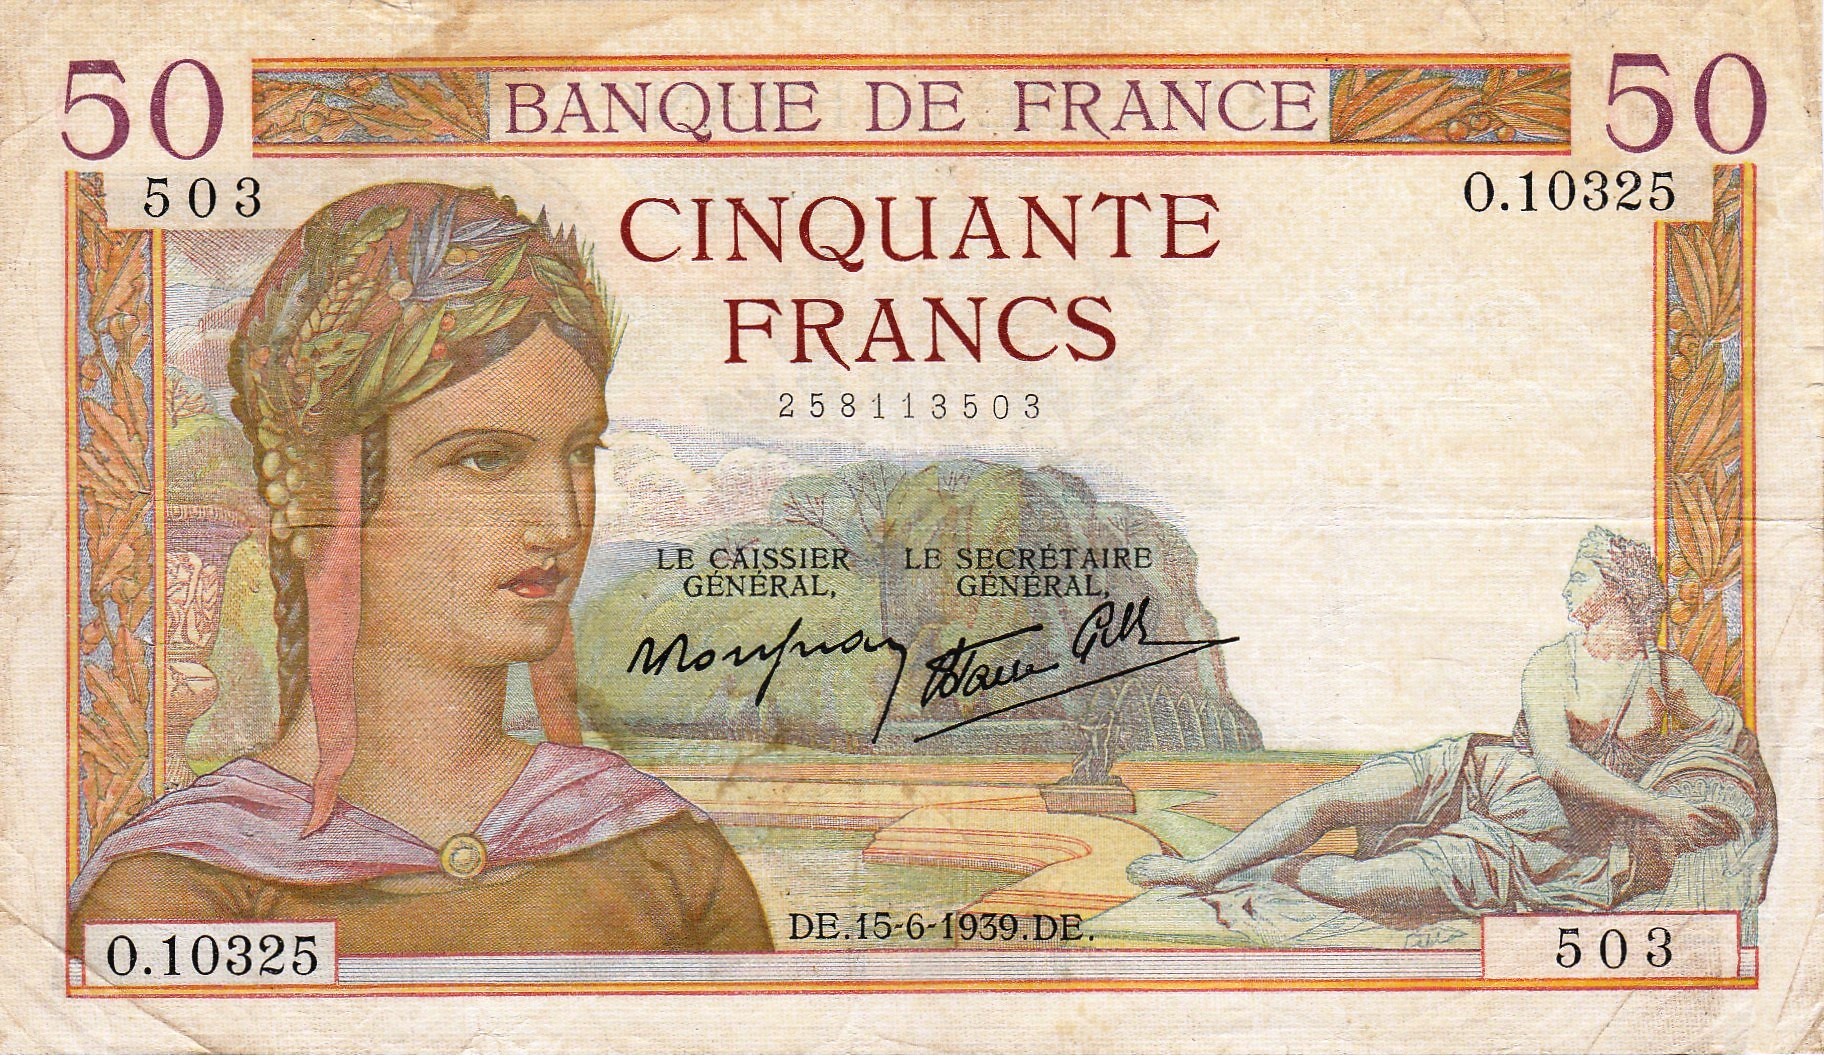 50 BANQUE DE FRANCE 50
503 O.10325
CINQUANTE
FRANCS
258113503
LE CAISSIER GÉNÉRAL,
LE SECRÉTAIRE GÉNÉRAL,
DE.15-6-1939.DE.
O.10325 503